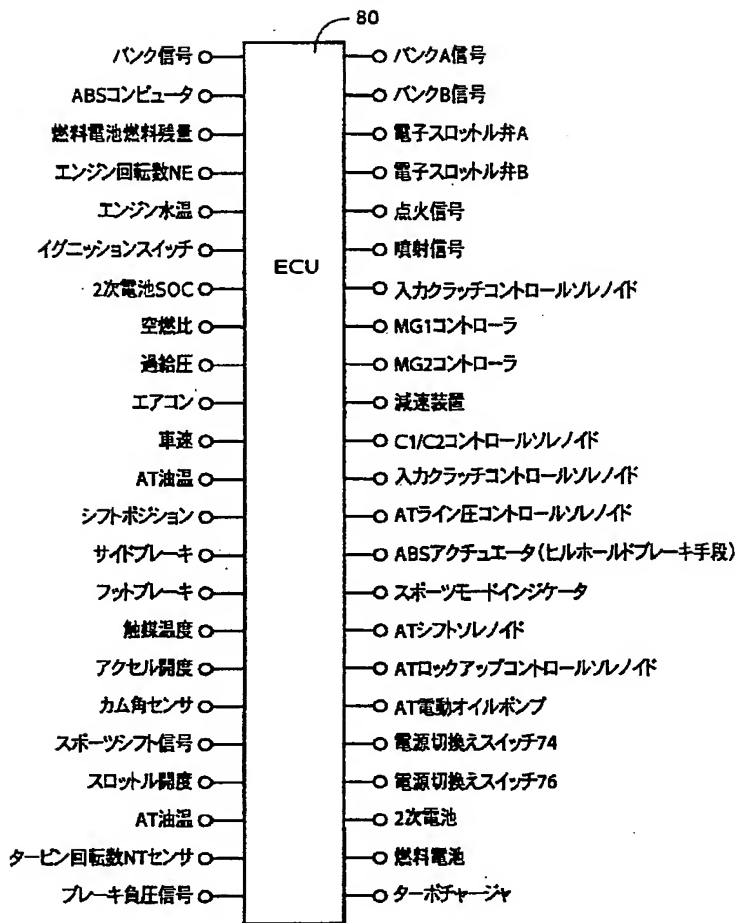 80
バンク信号
ABSコンピュータ
燃料電池燃料残量
エンジン回転数NE
エンジン水温
イグニッションスイッチ
2次電池SOC
空燃比
過給圧
エアコン
車速
AT油温
シフトポジション
サイドブレーキ
フットブレーキ
触媒温度
アクセル開度
カム角センサ
スポーツシフト信号
スロットル開度
AT油温
タービン回転数NTセンサ
ブレーキ負圧信号
ECU
バンクA信号
バンクB信号
電子スロットル弁A
電子スロットル弁B
点火信号
噴射信号
入力クラッチコントロールソレノイド
MG1コントローラ
MG2コントローラ
減速装置
C1/C2コントロールソレノイド
入力クラッチコントロールソレノイド
ATライン圧コントロールソレノイド
ABSアクチュエータ(ヒルホールドブレーキ手段)
スポーツモードインジケータ
ATシフトソレノイド
ATロックアップコントロールソレノイド
AT電動オイルポンプ
電源切換えスイッチ74
電源切換えスイッチ76
2次電池
燃料電池
ターボチャージャ